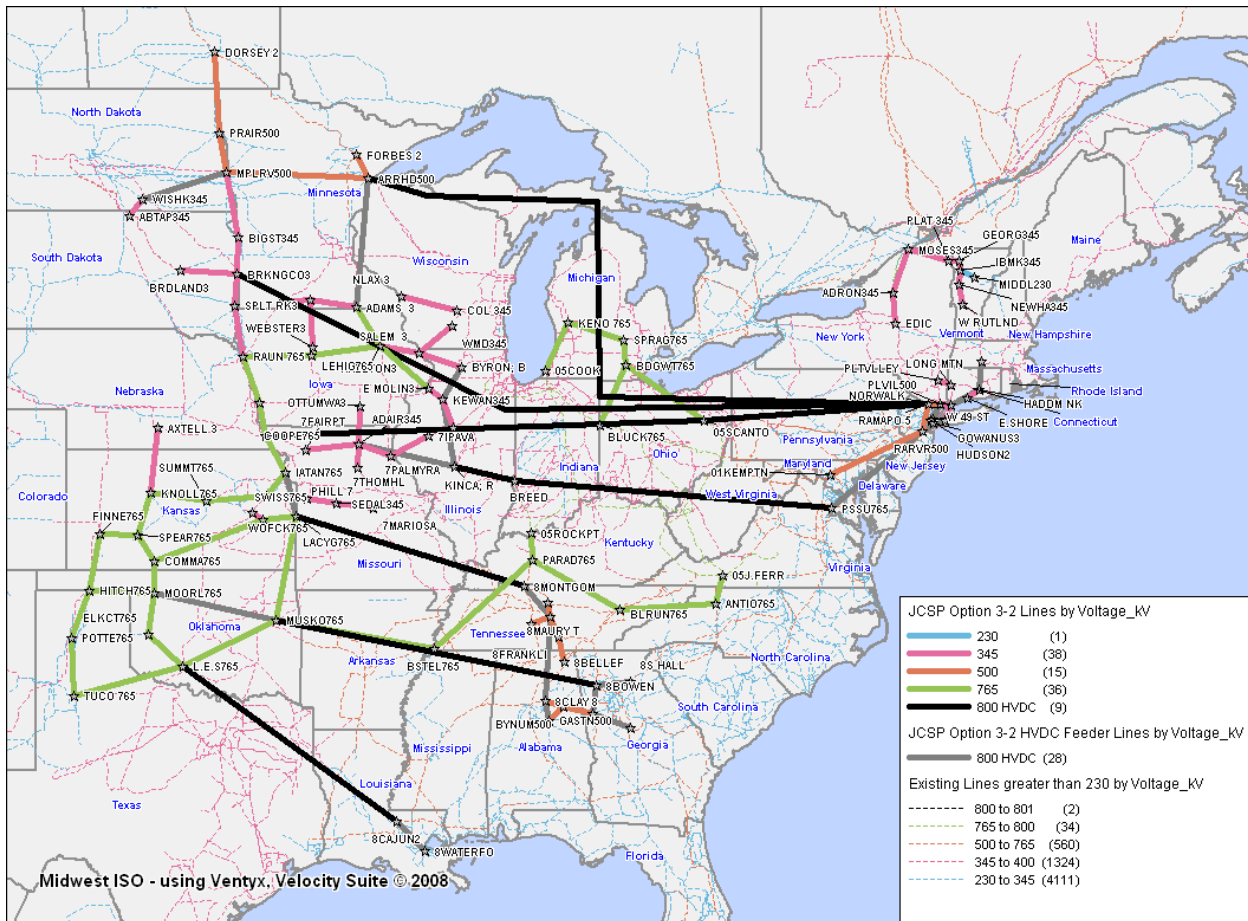 DORSEY 2
North Dakota
PRAIR500
FORBES 2
MPLRV500
ARRHD500
Minnesota
WISHK345
ABTAP345
PLAT 345
GEORG345
BIGST345
MOSES345
Maine
IBMK345
South Dakota
Wisconsin
BRKNGCO3
Michigan
MIDDL230
NLAX 3
BRDLAND3
ADRON345
NEWHA345
SPLT RK3
ADAMS 3
COL 345
EDIC
W RUTLND
KENO 765
New York
Vermont
New Hampshire
WEBSTER3
SALEM 3
WMD345
SPRAG765
RAUN 765
LEHIG765
BYRON; B
05COOK
BDGWT765
PLTVLLEY
LONG MTN
Massachusetts
Nebraska
Iowa
E MOLIN3
PLVIL500
Rhode Island
OTTUMWA3
KEWAN345
NORWALK
HADDM NK
AXTELL 3
7FAIRPT
ADAIR345
RAMAPO 5
W 49 ST
E.SHORE
Connecticut
COOPE765
7IPAVA
BLUCK765
05SCANTO
Pennsylvania
GOWANUS3
RARVR500
HUDSON2
SUMMT765
IATAN765
7PALMYRA
Indiana
Ohio
01KEMPTN
Maryland
New Jersey
7THOMHL
KINCA; R
BREED
West Virginia
Delaware
Colorado
KNOLL765
SWISS765
PHILL 7
SEDAL345
Illinois
PSSU765
Kansas
7MARIOSA
FINNE765
SPEAR765
WOFCK765
LACYG765
05ROCKPT
Kentucky
COMMA765
Missouri
PARAD765
Virginia
HITCH765
MOORL765
8MONTGOM
05J.FERR
BLRUN765
ANTIO765
ELKCT765
POTTE765
Oklahoma
MUSKO765
Tennessee
8MAURY T
L.E.S765
Arkansas
BSTEL765
8FRANKLI
8BELLEF
8S HALL
North Carolina
TUCO 765
8BOWEN
8CLAY 8
South Carolina
BYNUM500
GASTN500
Mississippi
Alabama
Georgia
Louisiana
Texas
8CAJUN2
8WATERFO
Florida
Midwest ISO - using Ventyx, Velocity Suite © 2008
JCSP Option 3-2 Lines by Voltage_kV
230 (1)
345 (38)
500 (15)
765 (36)
800 HVDC (9)
JCSP Option 3-2 HVDC Feeder Lines by Voltage_kV
800 HVDC (28)
Existing Lines greater than 230 by Voltage_kV
800 to 801 (2)
765 to 800 (34)
500 to 765 (560)
345 to 400 (1324)
230 to 345 (4111)